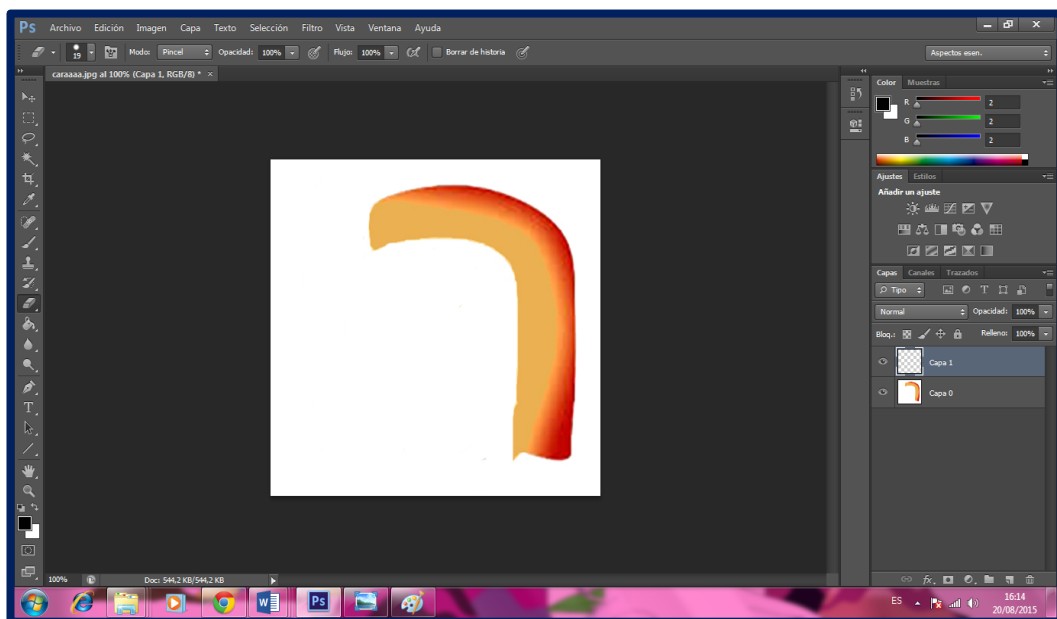 Ps Archivo Edición Imagen Capa Texto Selección Filtro Vista Ventana Ayuda
19 Modo: Pincel Opacidad: 100% Flujo: 100% Borrar de historia Aspectos esen.
caraaaa.jpg al 100% (Capa 1, RGB/8) * ×
Color Muestras
R 2
G 2
B 2
Ajustes Estilos
Añadir un ajuste
Capas Canales Trazados
Tipo
Normal Opacidad: 100%
Bloq.: Relleno: 100%
Capa 1
Capa 0
100% Doc: 544,2 KB/544,2 KB
fx
Ps
ES
16:14
20/08/2015